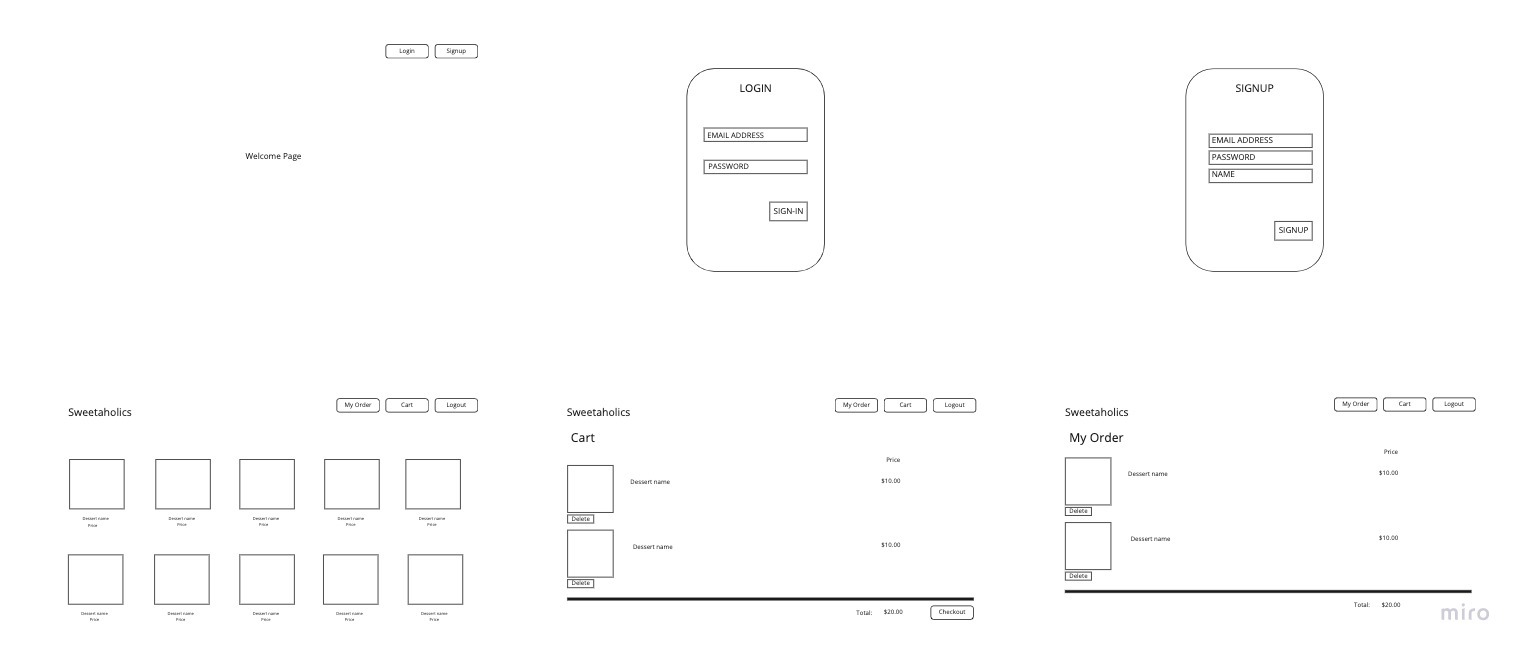 Login Signup
Welcome Page
LOGIN
EMAIL ADDRESS
PASSWORD
SIGN-IN
SIGNUP
EMAIL ADDRESS
PASSWORD
NAME
SIGNUP
Sweetaholics
My Order Cart Logout
Dessert name Dessert name Dessert name Dessert name Dessert name
Price Price Price Price Price
Dessert name Dessert name Dessert name Dessert name Dessert name
Price Price Price Price Price
Sweetaholics
My Order Cart Logout
Cart
Price
Dessert name $10.00
Delete
Dessert name $10.00
Delete
Total: $20.00 Checkout
Sweetaholics
My Order Cart Logout
My Order
Price
Dessert name $10.00
Delete
Dessert name $10.00
Delete
Total: $20.00
miro